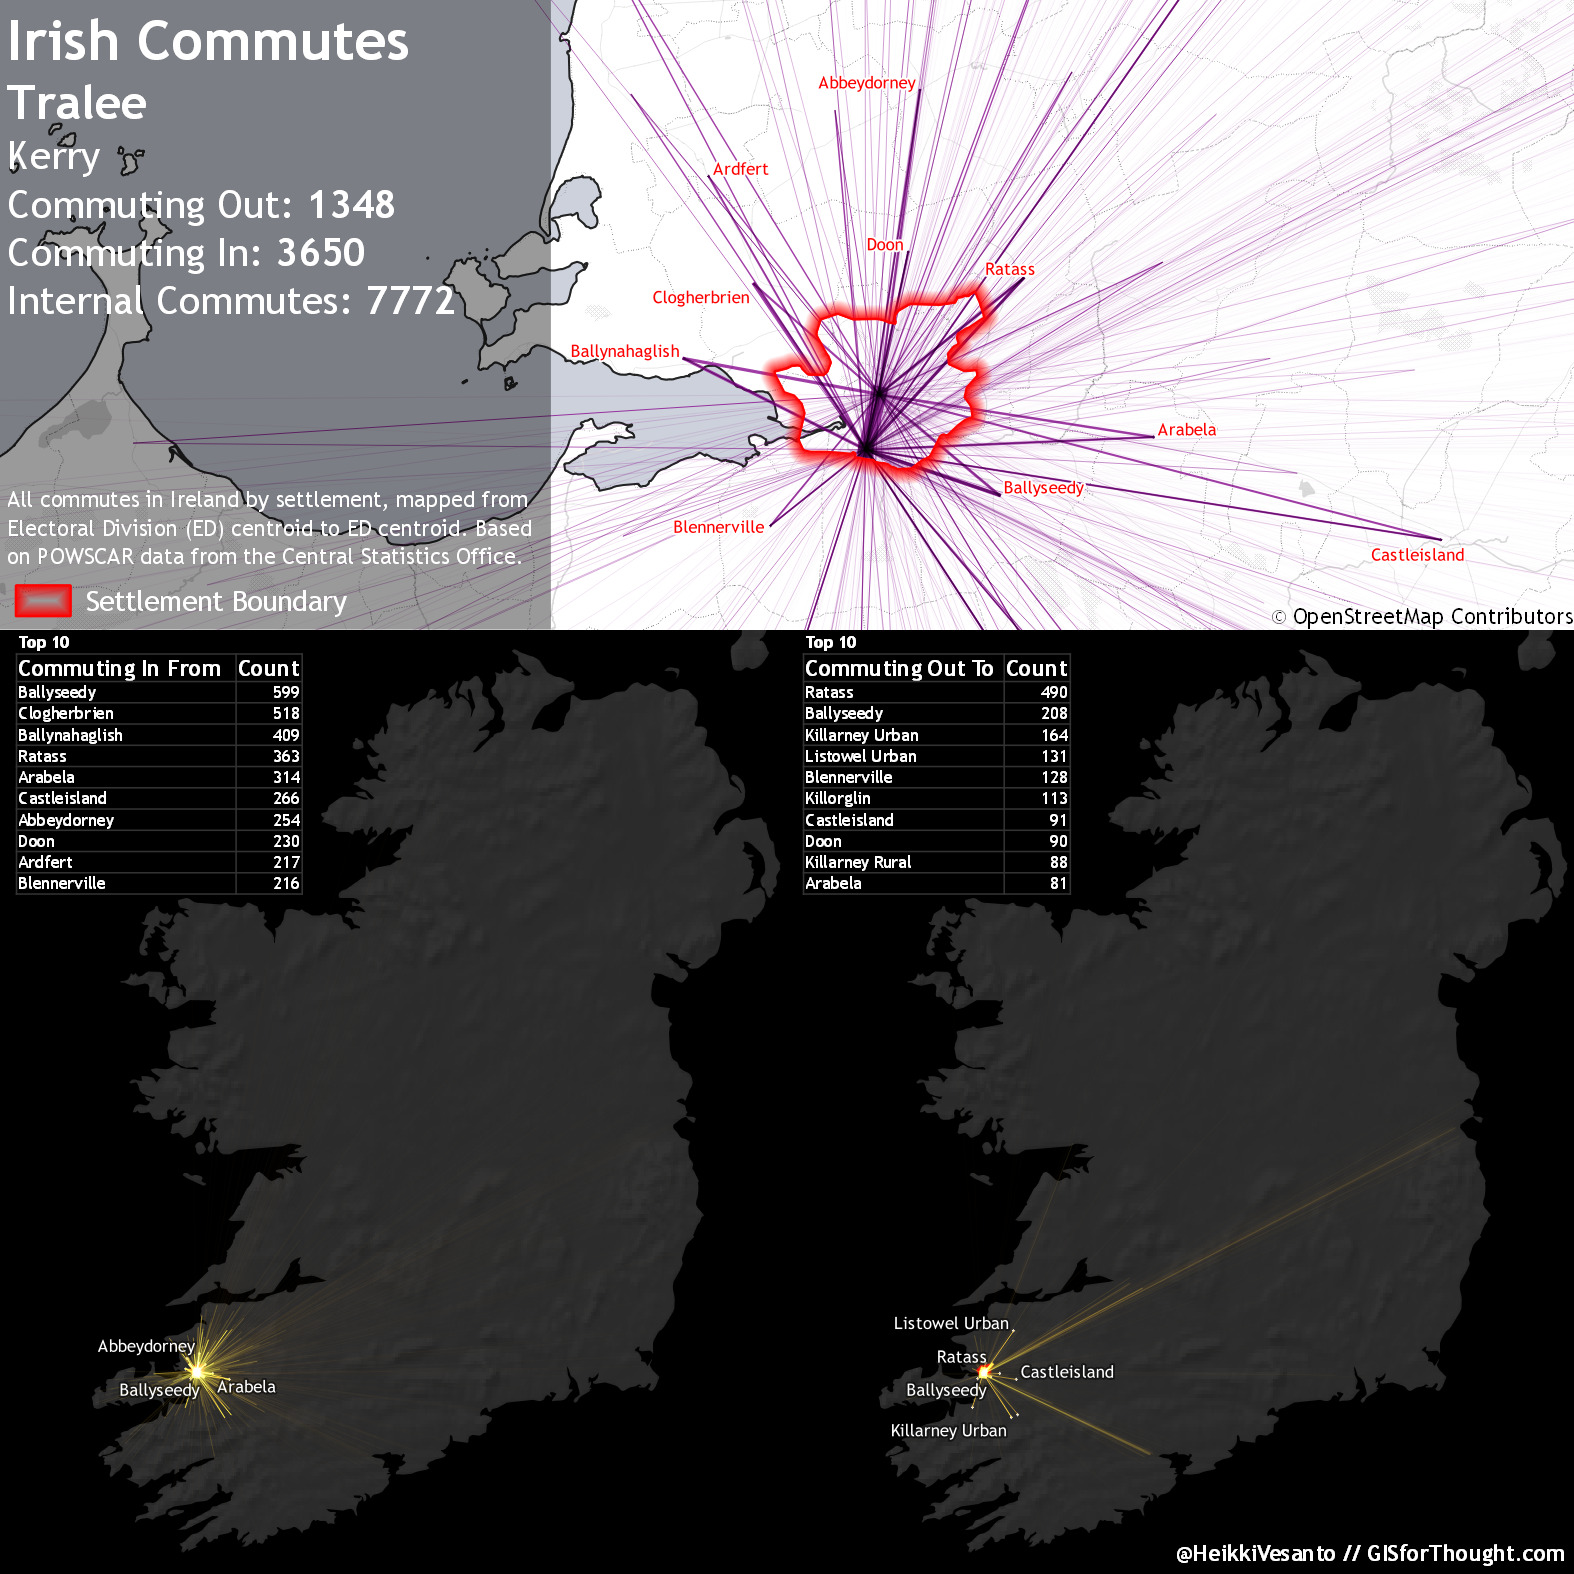 Irish Commutes
Tralee
Kerry
Commuting Out: 1348
Commuting In: 3650
Internal Commutes: 7772
All commutes in Ireland by settlement, mapped from
Electoral Division (ED) centroid to ED centroid. Based
on POWSCAR data from the Central Statistics Office.
Settlement Boundary
Abbeydorney
Ardfert
Doon
Ratass
Clogherbrien
Ballynahaglish
Arabela
Ballyseedy
Blennerville
Castleisland
© OpenStreetMap Contributors
Top 10
Commuting In From Count
Ballyseedy 599
Clogherbrien 518
Ballynahaglish 409
Ratass 363
Arabela 314
Castleisland 266
Abbeydorney 254
Doon 230
Ardfert 217
Blennerville 216
Abbeydorney
Ballyseedy
Arabela
Top 10
Commuting Out To Count
Ratass 490
Ballyseedy 208
Killarney Urban 164
Listowel Urban 131
Blennerville 128
Killorglin 113
Castleisland 91
Doon 90
Killarney Rural 88
Arabela 81
Listowel Urban
Ratass
Castleisland
Ballyseedy
Killarney Urban
@HeikkiVesanto // GISforThought.com